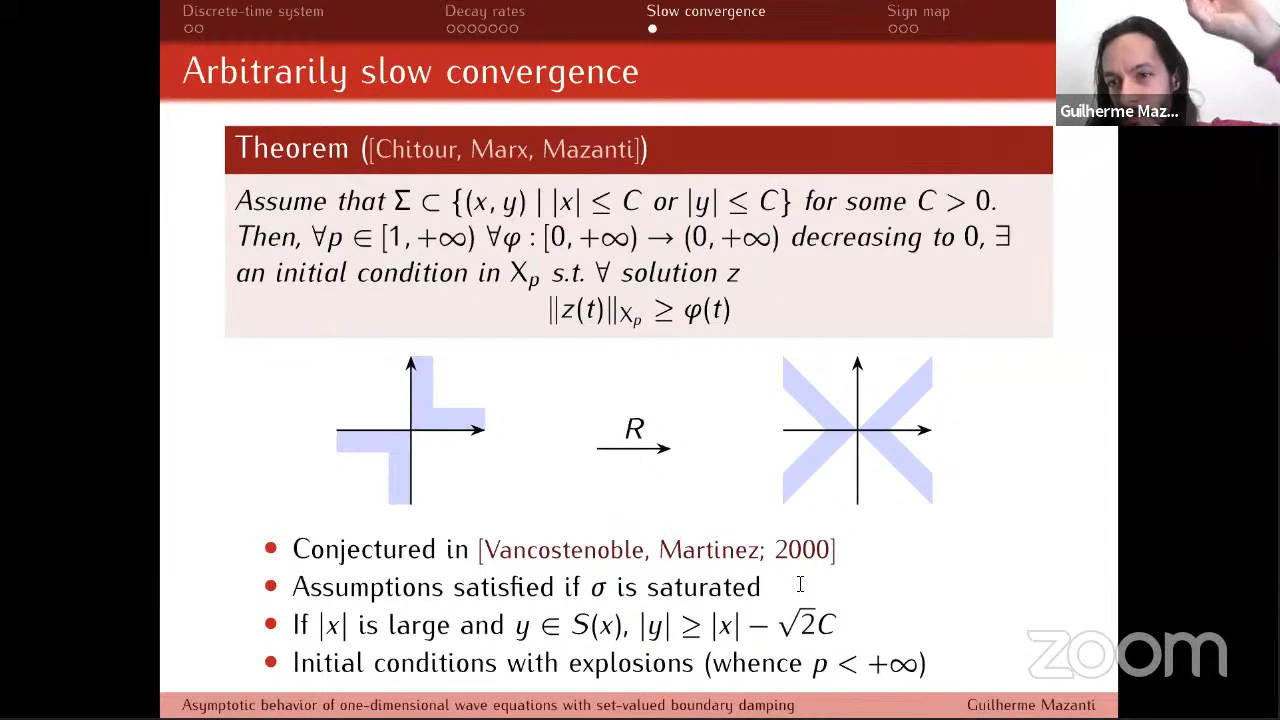 Discrete-time system
Decay rates
Slow convergence
Sign map
Arbitrarily slow convergence
Guilherme Maz...
Theorem ([Chitour, Marx, Mazanti])
Assume that Σ ⊂ {(x, y) | |x| ≤ C or |y| ≤ C} for some C > 0.
Then, ∀p ∈ [1, +∞) ∀φ : [0, +∞) → (0, +∞) decreasing to 0, ∃
an initial condition in Xₚ s.t. ∀ solution z
‖z(t)‖Xₚ ≥ φ(t)
R
• Conjectured in [Vancostenoble, Martinez; 2000]
• Assumptions satisfied if σ is saturated
• If |x| is large and y ∈ S(x), |y| ≥ |x| − √2C
• Initial conditions with explosions (whence p < +∞)
zoom
Asymptotic behavior of one-dimensional wave equations with set-valued boundary damping
Guilherme Mazanti